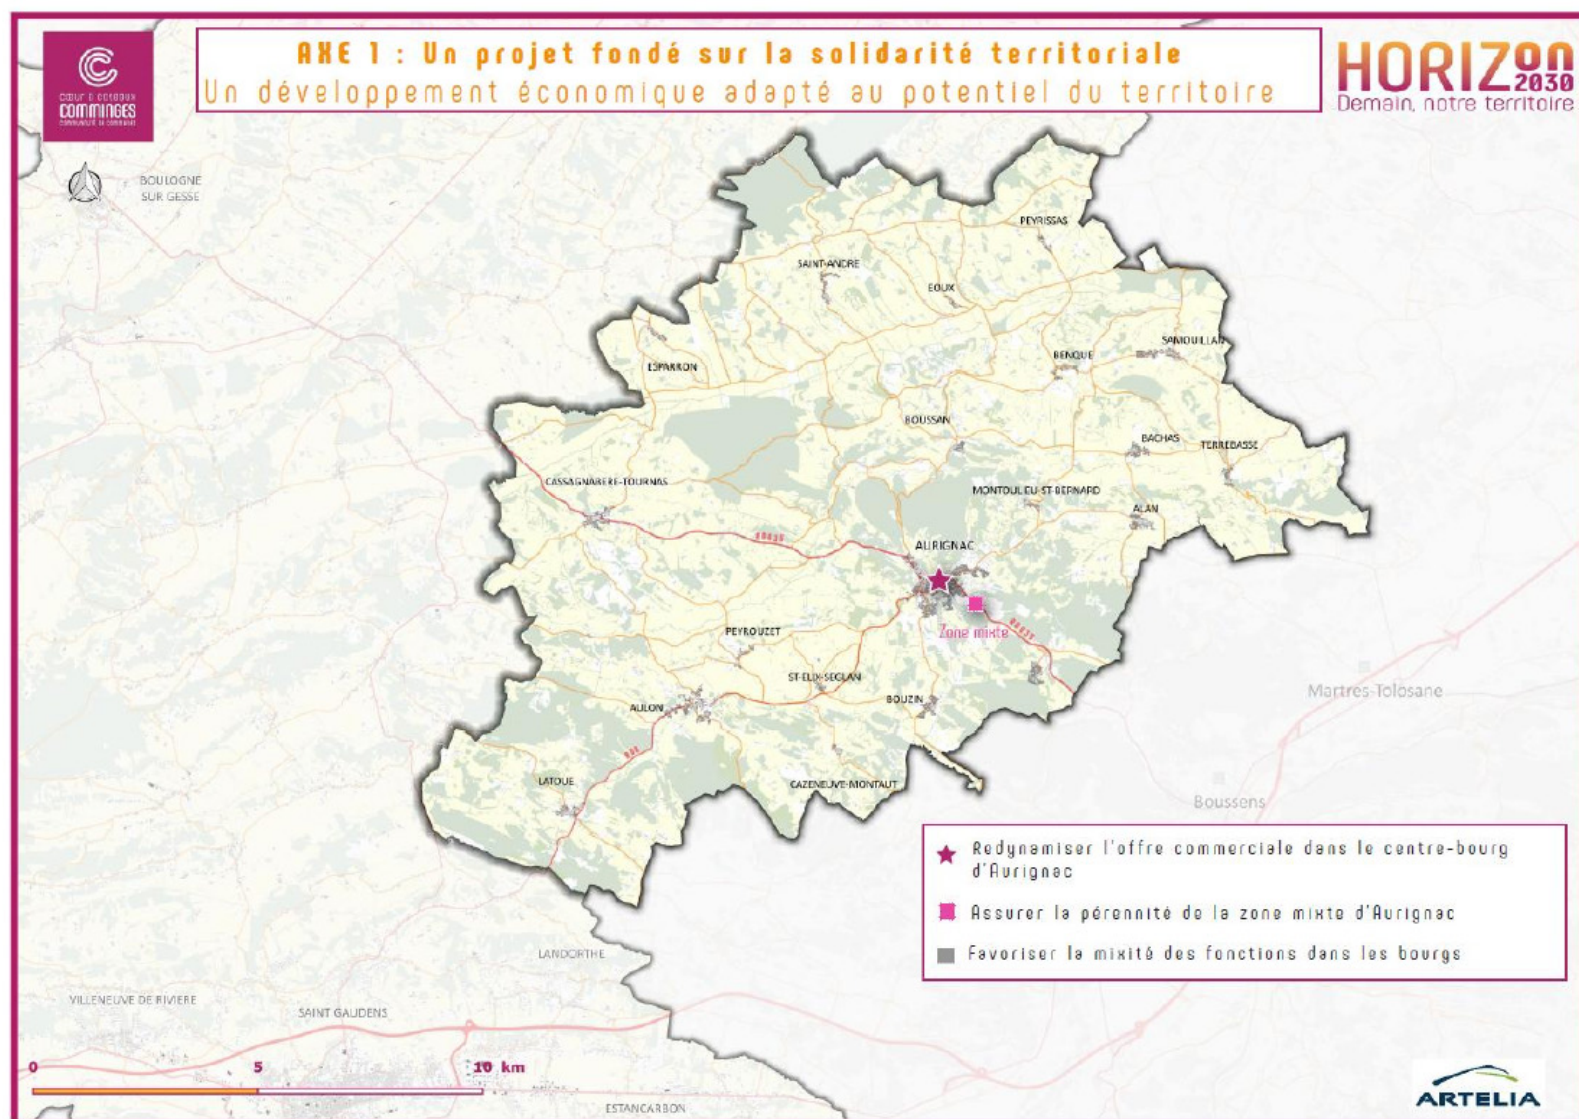 AXE 1 : Un projet fondé sur la solidarité territoriale
Un développement économique adapté au potentiel du territoire
HORIZON
2030
Demain, notre territoire
CŒUR & COTEAUX
COMMINGES
COMMUNAUTÉ DE COMMUNES
BOULOGNE
SUR GESSE
PEYRISSAS
SAINT-ANDRE
EOUX
SAMOUILLAN
BENQUE
ESPARRON
BOUSSAN
BACHAS
TERREBASSE
CASSAGNABERE-TOURNAS
MONTOULIEU-ST-BERNARD
ALAN
AURIGNAC
Zone mixte
PEYROUZET
ST-ELIX-SEGLAN
BOUZIN
AULON
Martres-Tolosane
LATOUE
CAZENEUVE-MONTAUT
Boussens
Redynamiser l'offre commerciale dans le centre-bourg
d'Aurignac
Assurer la pérennité de la zone mixte d'Aurignac
Favoriser la mixité des fonctions dans les bourgs
LANDORTHE
VILLENEUVE DE RIVIERE
SAINT GAUDENS
0 5 10 km
ESTANCARBON
ARTELIA